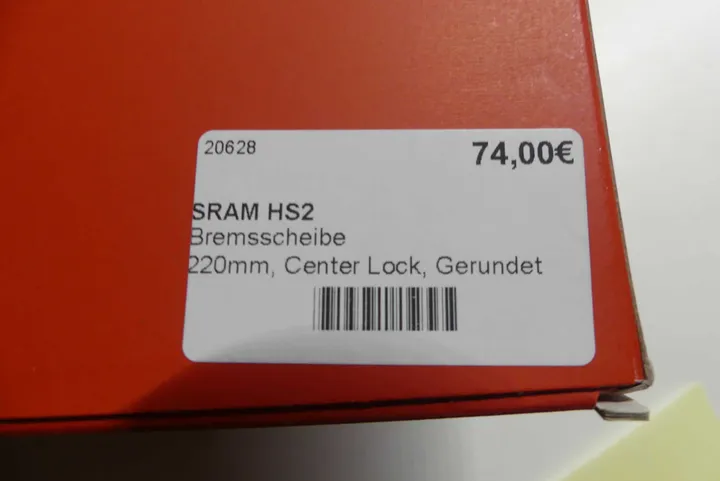 20628
74,00€
SRAM HS2
Bremsscheibe
220mm, Center Lock, Gerundet